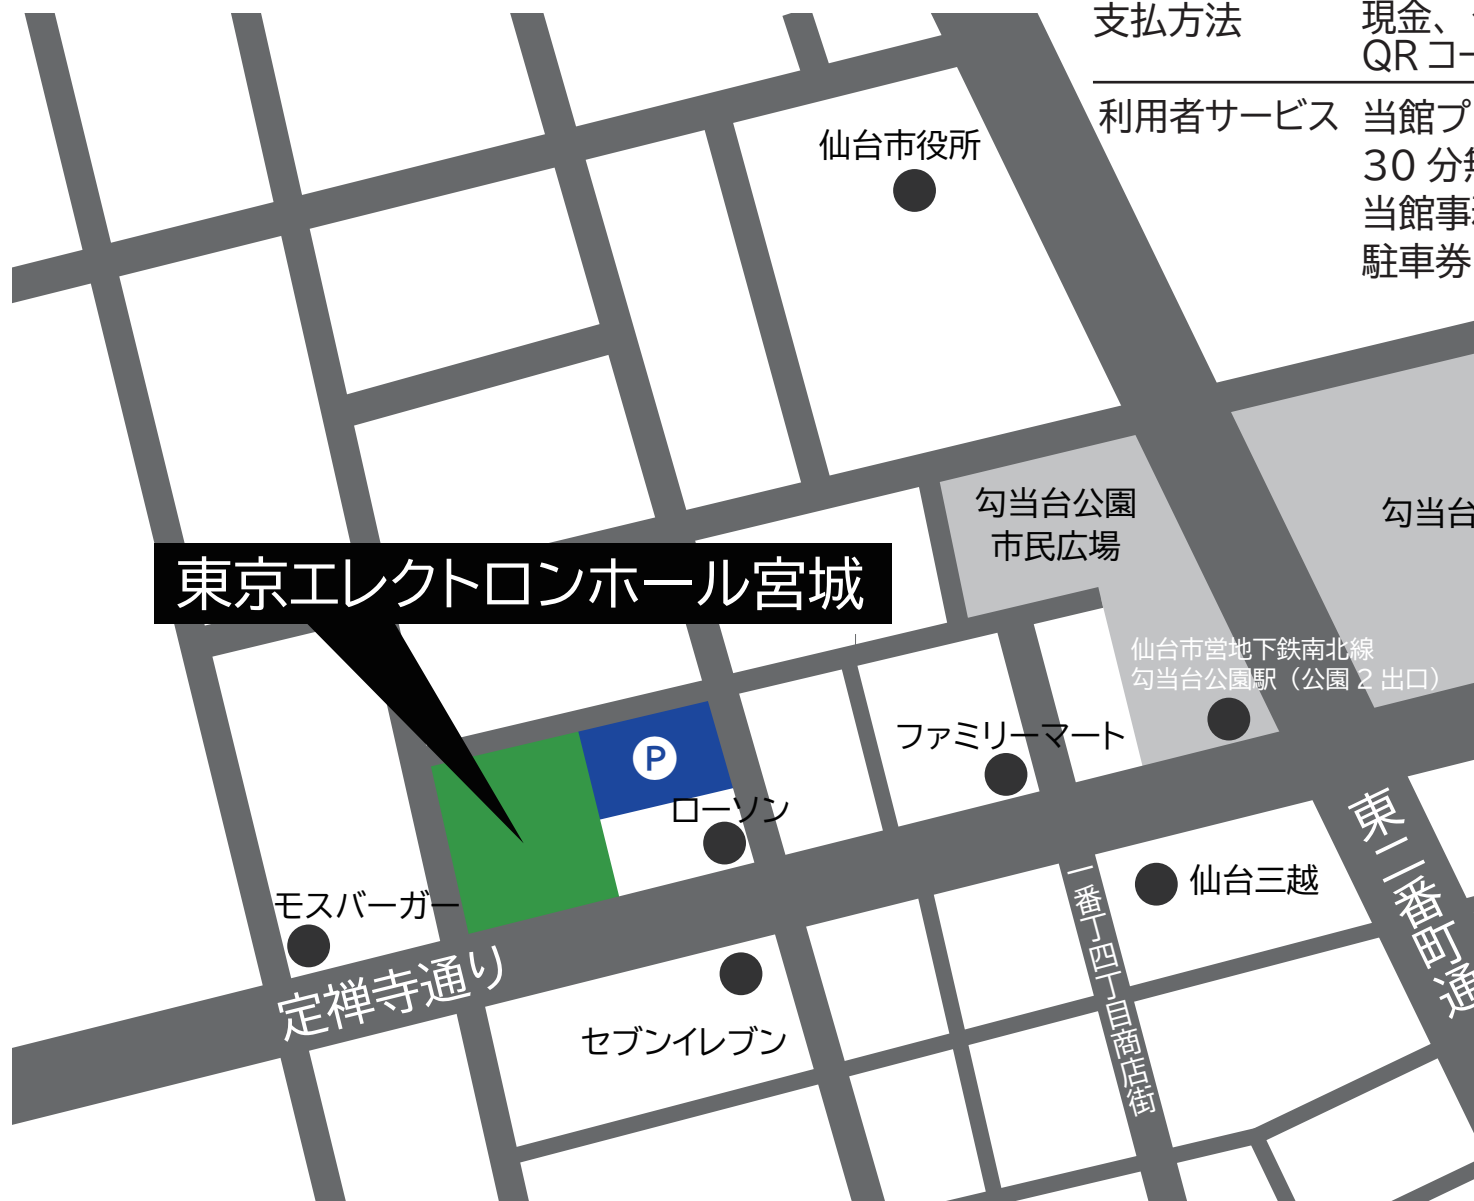 支払方法
現金、
QRコー
利用者サービス
当館プ
30 分無
当館事務
駐車券
仙台市役所
勾当台公園
市民広場
勾当台
東京エレクトロンホール宮城
仙台市営地下鉄南北線
勾当台公園駅（公園 2 出口）
ファミリーマート
P
ローソン
モスバーガー
定禅寺通り
セブンイレブン
仙台三越
一番丁四丁目商店街
東二番町通